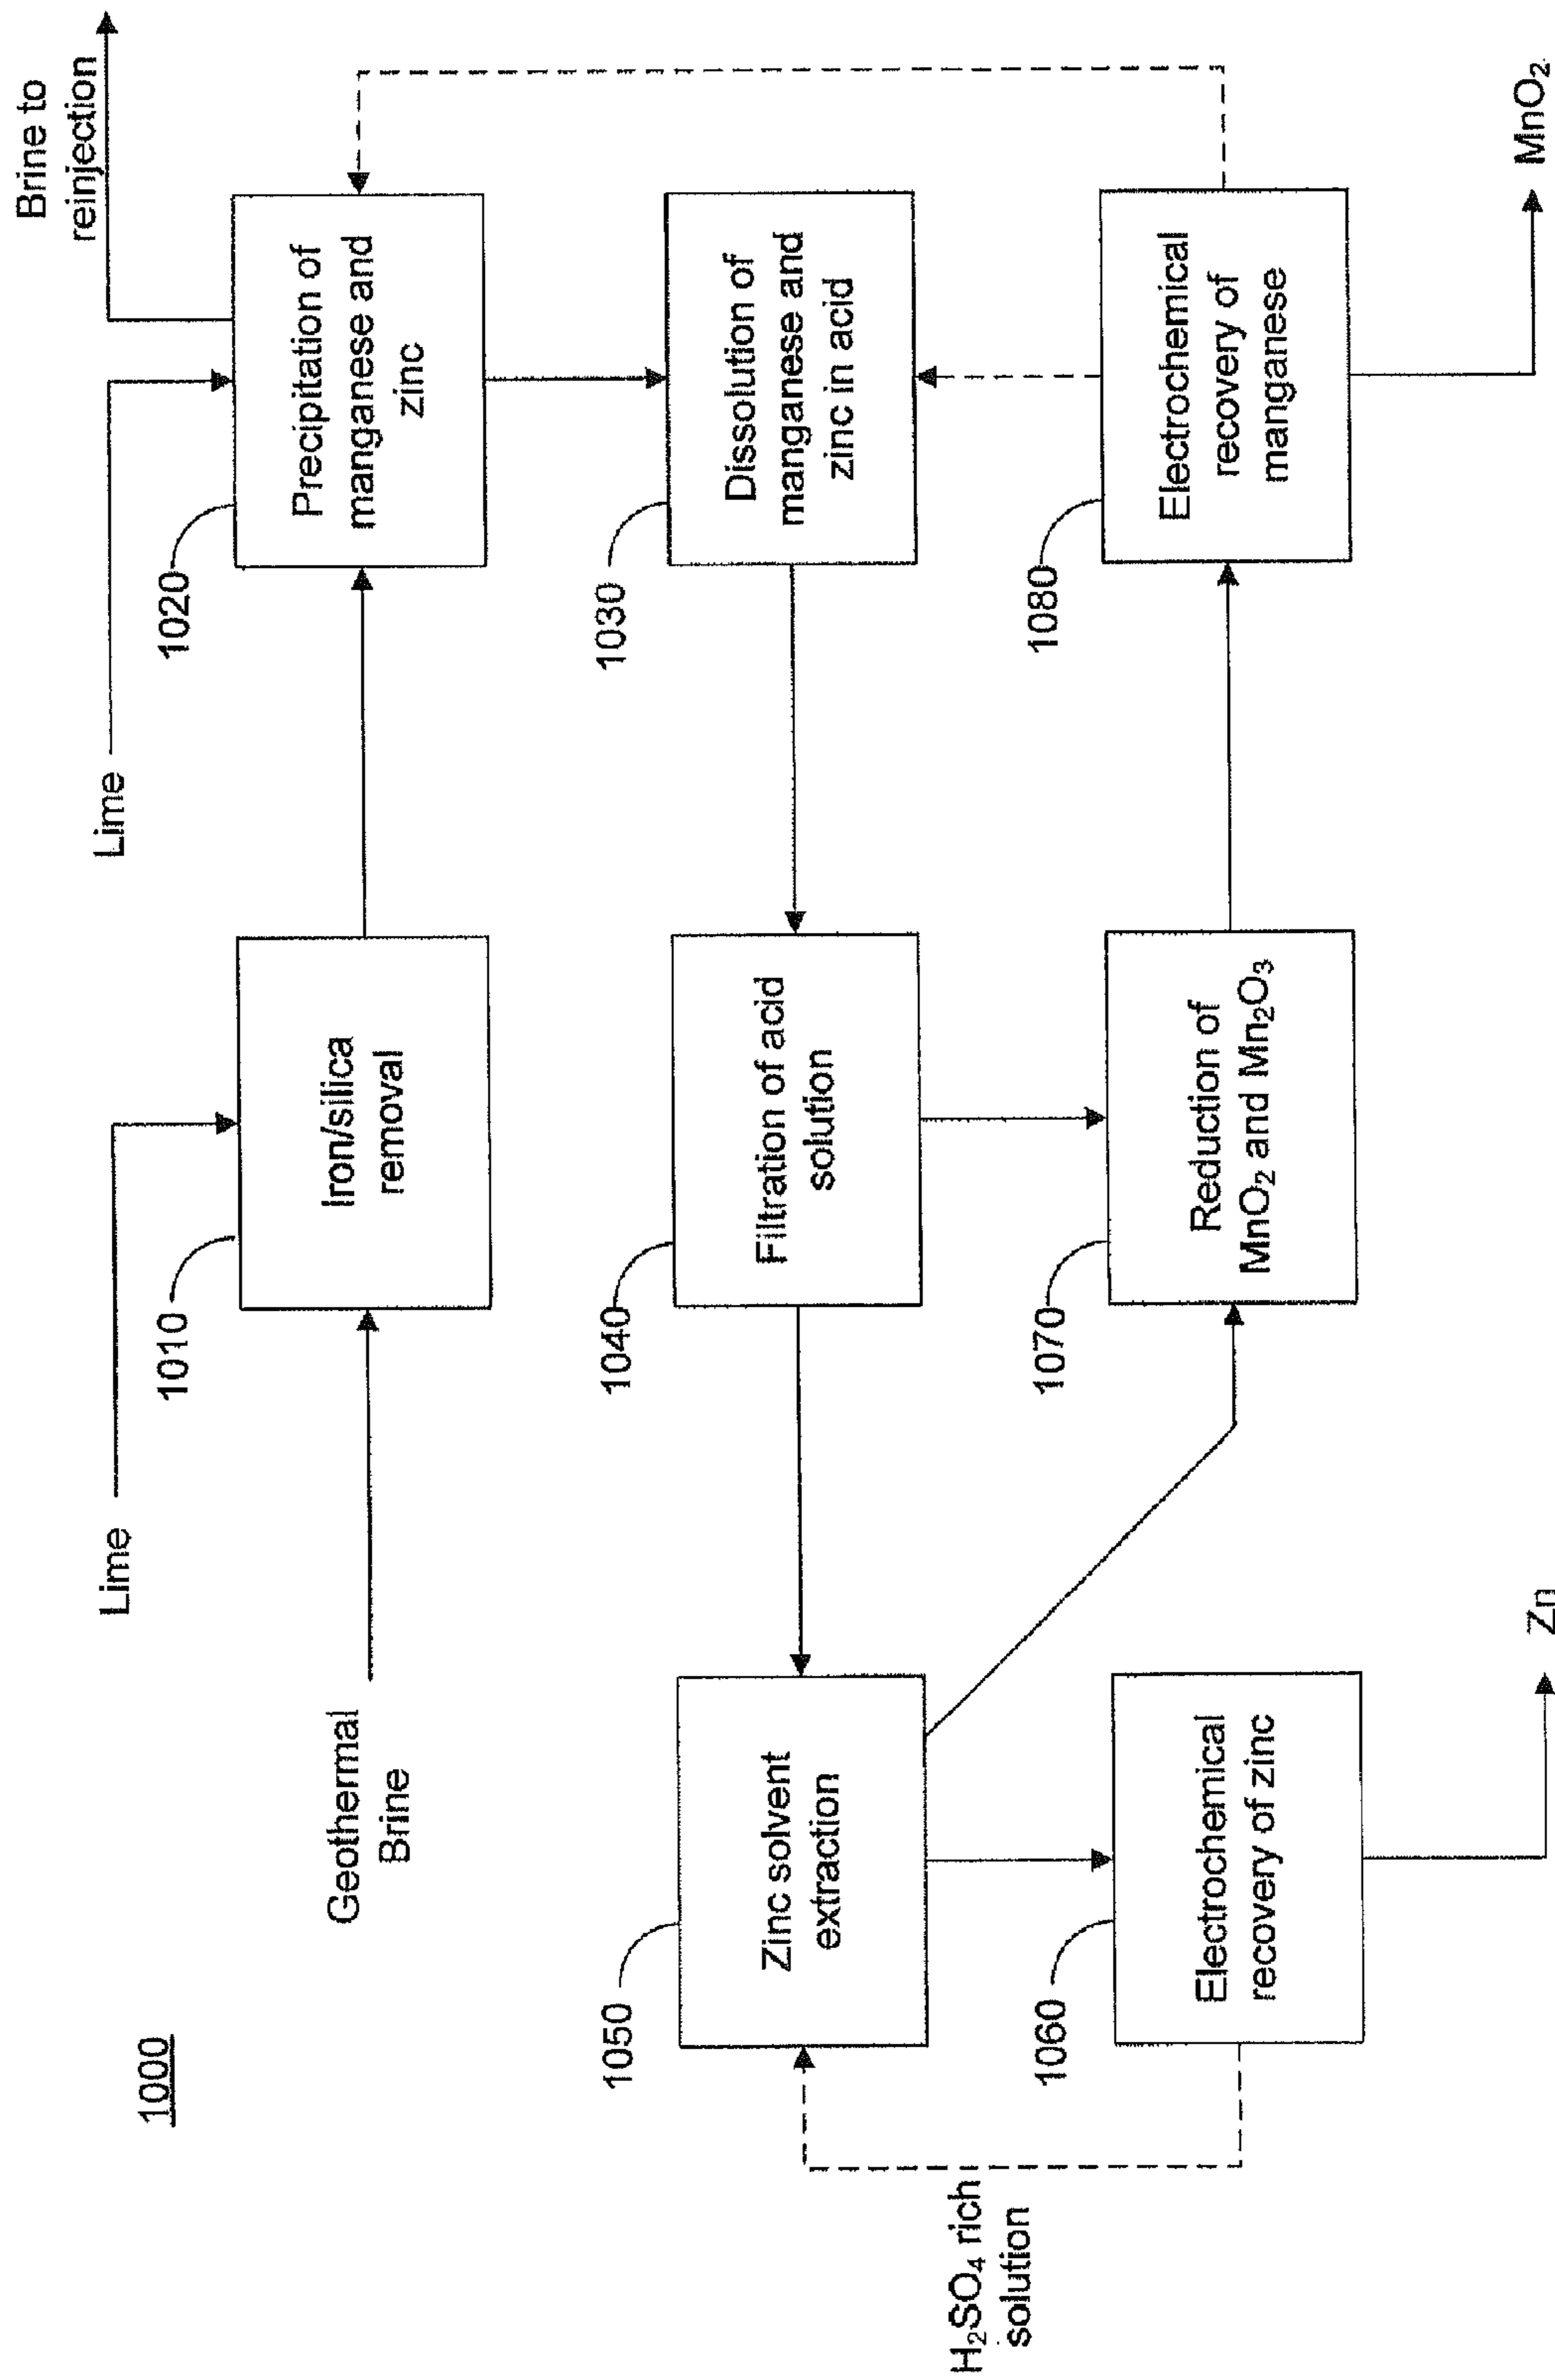 1000
Lime
Lime
Brine to
reinjection
Geothermal
Brine
1010
Iron/silica
removal
1020
Precipitation of
manganese and
zinc
1050
Zinc solvent
extraction
1040
Filtration of acid
solution
1030
Dissolution of
manganese and
zinc in acid
H₂SO₄ rich
solution
1060
Electrochemical
recovery of zinc
1070
Reduction of
MnO₂ and Mn₂O₃
1080
Electrochemical
recovery of
manganese
Zn
MnO₂